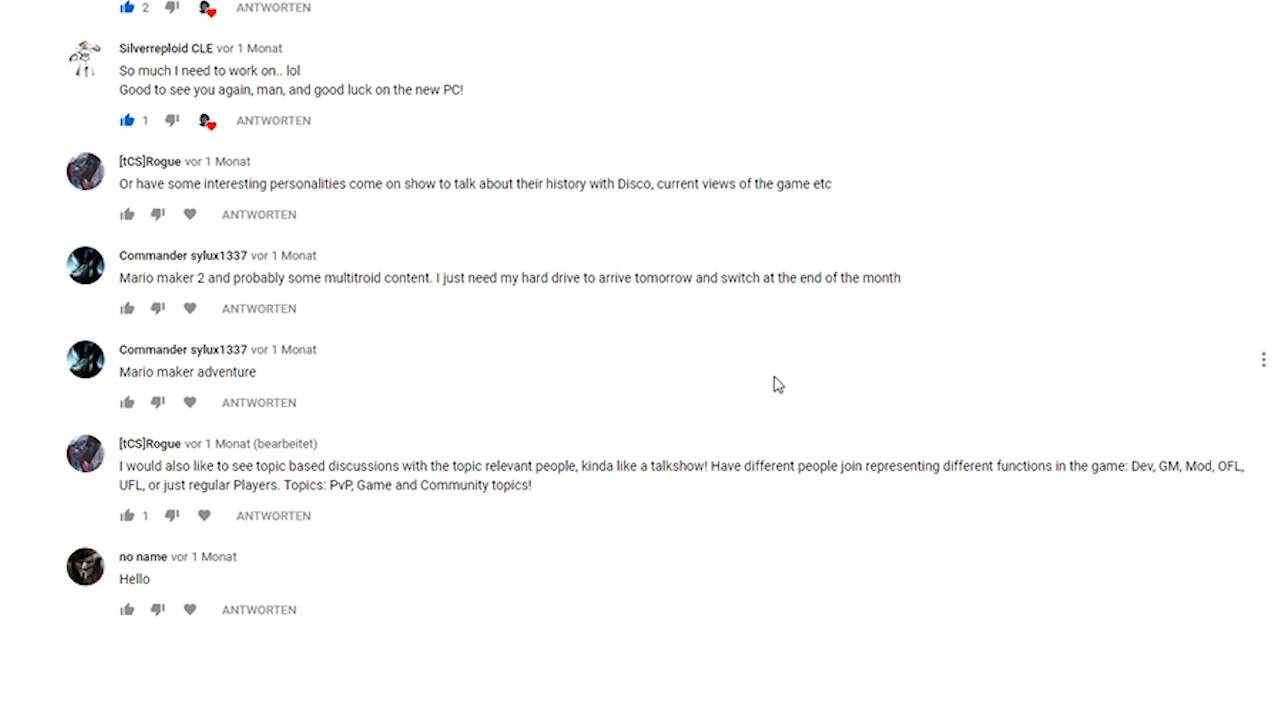 2 ANTWORTEN
Silverreploid CLE vor 1 Monat
So much I need to work on.. lol
Good to see you again, man, and good luck on the new PC!
1 ANTWORTEN
[tCS]Rogue vor 1 Monat
Or have some interesting personalities come on show to talk about their history with Disco, current views of the game etc
ANTWORTEN
Commander sylux1337 vor 1 Monat
Mario maker 2 and probably some multitroid content. I just need my hard drive to arrive tomorrow and switch at the end of the month
ANTWORTEN
Commander sylux1337 vor 1 Monat
Mario maker adventure
ANTWORTEN
[tCS]Rogue vor 1 Monat (bearbeitet)
I would also like to see topic based discussions with the topic relevant people, kinda like a talkshow! Have different people join representing different functions in the game: Dev, GM, Mod, OFL,
UFL, or just regular Players. Topics: PvP, Game and Community topics!
1 ANTWORTEN
no name vor 1 Monat
Hello
ANTWORTEN